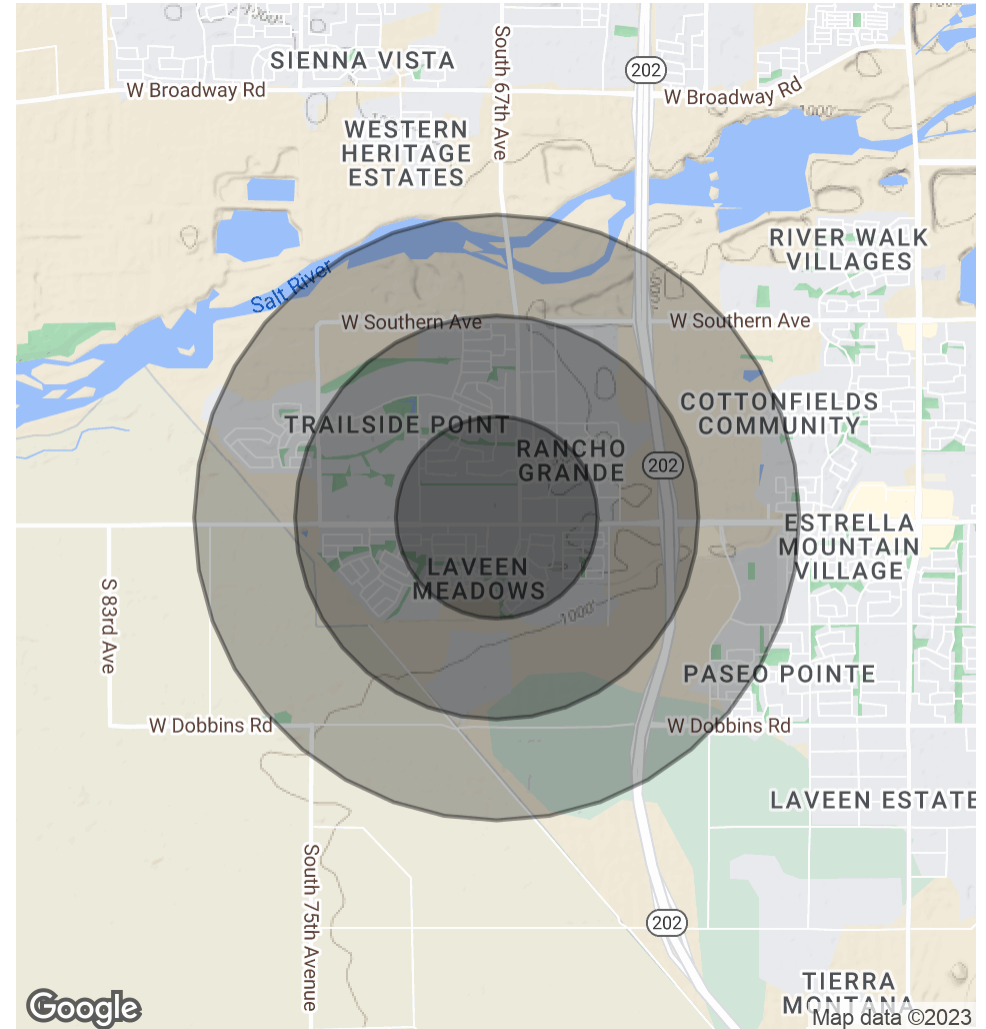 SIENNA VISTA
South 67th Ave
202
W Broadway Rd
W Broadway Rd
1000'
WESTERN
HERITAGE
ESTATES
RIVER WALK
VILLAGES
Salt River
1000'
W Southern Ave
W Southern Ave
COTTONFIELDS
COMMUNITY
TRAILSIDE POINT
RANCHO
GRANDE
202
ESTRELLA
MOUNTAIN
VILLAGE
LAVEEN
MEADOWS
1000'
S 83rd Ave
PASEO POINTE
W Dobbins Rd
W Dobbins Rd
LAVEEN ESTATE
South 75th Avenue
202
TIERRA
MONTANA
Google
Map data ©2023